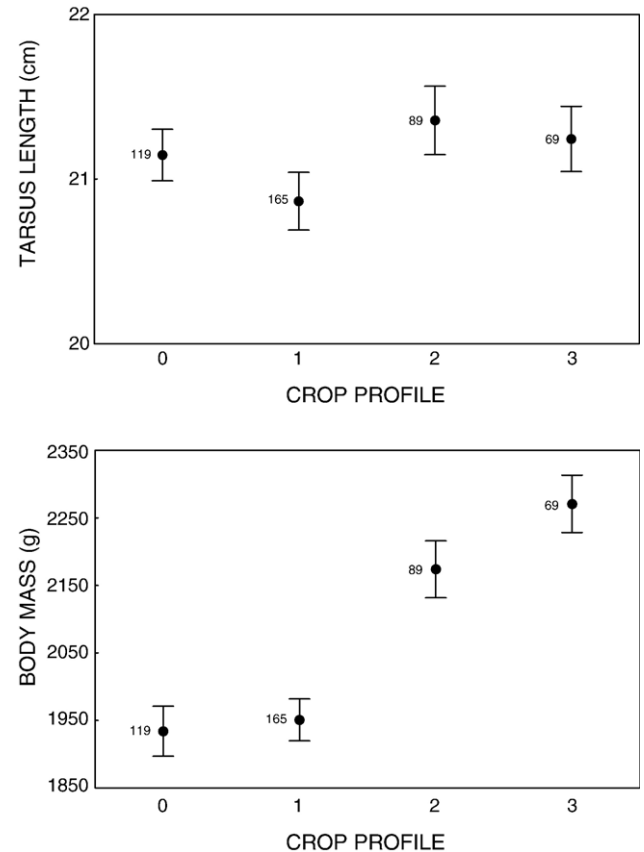 22
21
20
TARSUS LENGTH (cm)
119
165
89
69
0 1 2 3
CROP PROFILE
2350
2250
2150
2050
1950
1850
BODY MASS (g)
119
165
89
69
0 1 2 3
CROP PROFILE